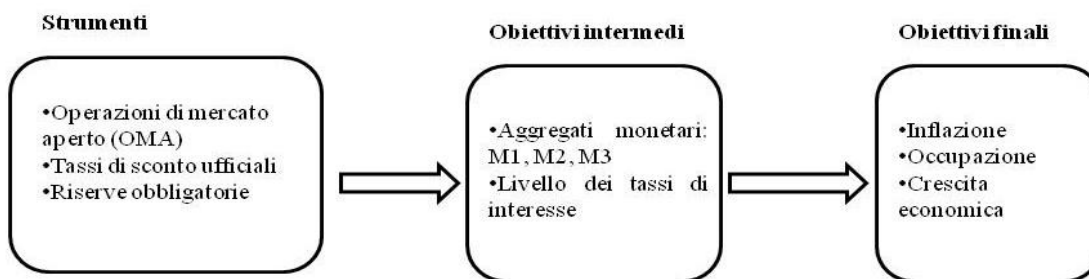 Strumenti
•Operazioni di mercato
aperto (OMA)
•Tassi di sconto ufficiali
•Riserve obbligatorie
Obiettivi intermedi
•Aggregati monetari:
M1, M2, M3
•Livello dei tassi di
interesse
Obiettivi finali
•Inflazione
•Occupazione
•Crescita
economica